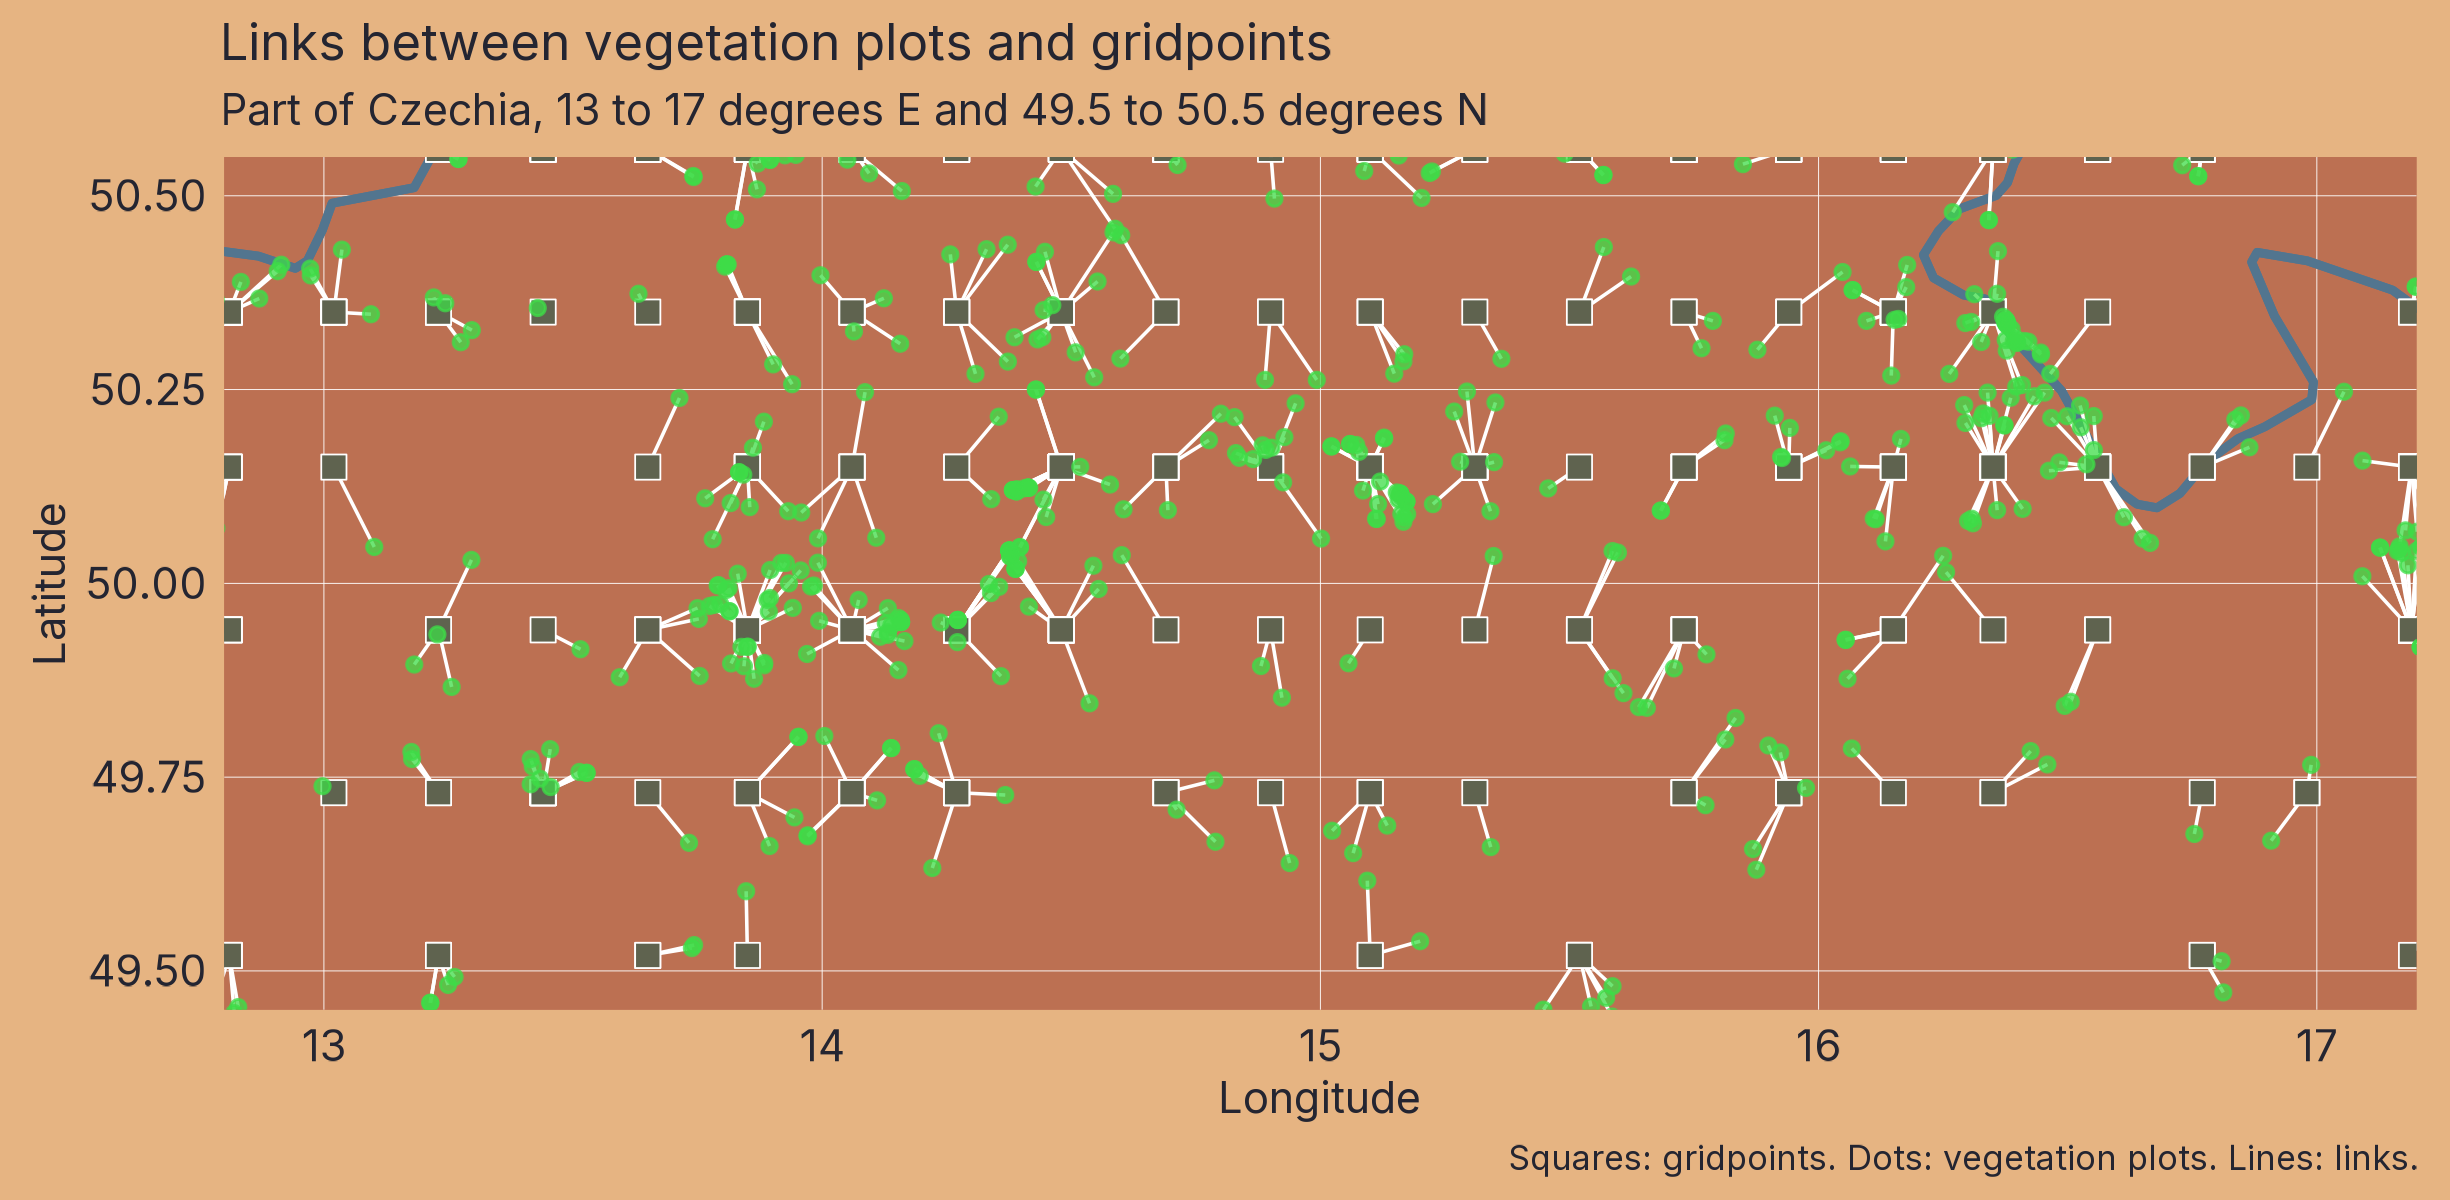 Links between vegetation plots and gridpoints
Part of Czechia, 13 to 17 degrees E and 49.5 to 50.5 degrees N
50.50
50.25
50.00
49.75
49.50
Latitude
13 14 15 16 17
Longitude
Squares: gridpoints. Dots: vegetation plots. Lines: links.